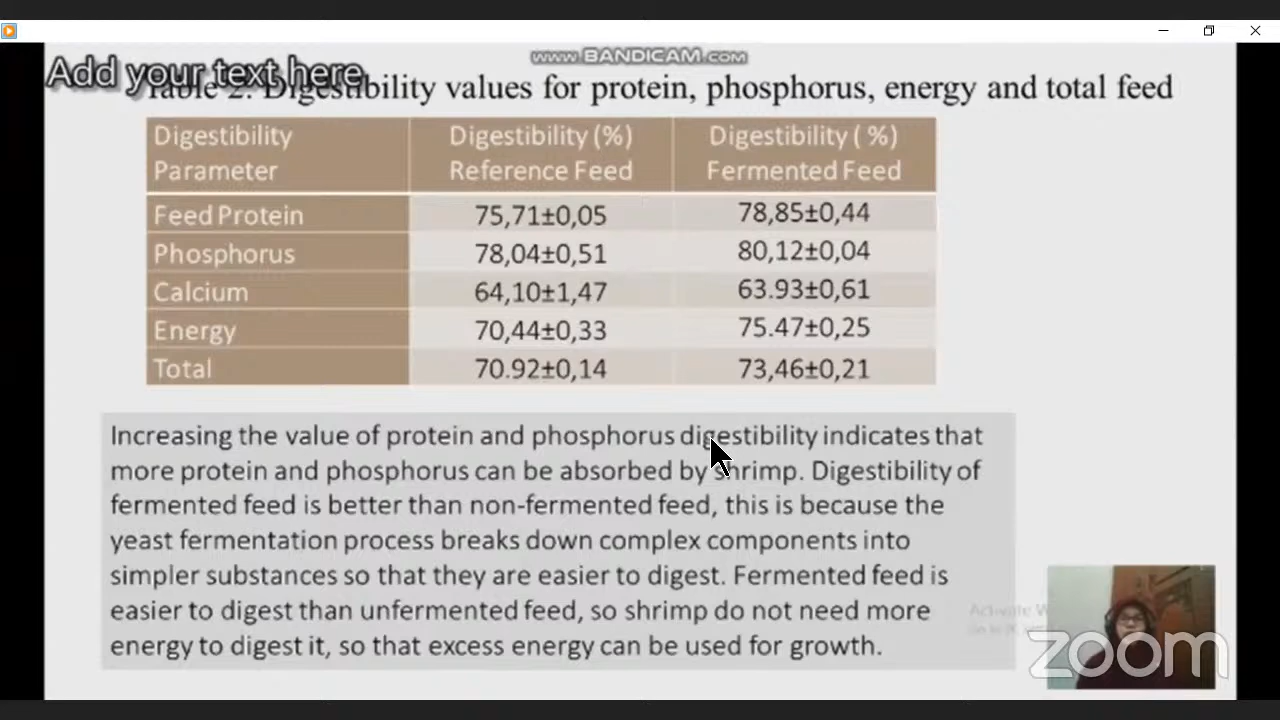 www.BANDICAM.com
Add your text here
Table 2. Digestibility values for protein, phosphorus, energy and total feed
Digestibility Parameter Digestibility (%) Reference Feed Digestibility ( %) Fermented Feed
Feed Protein 75,71±0,05 78,85±0,44
Phosphorus 78,04±0,51 80,12±0,04
Calcium 64,10±1,47 63.93±0,61
Energy 70,44±0,33 75.47±0,25
Total 70.92±0,14 73,46±0,21
Increasing the value of protein and phosphorus digestibility indicates that
more protein and phosphorus can be absorbed by shrimp. Digestibility of
fermented feed is better than non-fermented feed, this is because the
yeast fermentation process breaks down complex components into
simpler substances so that they are easier to digest. Fermented feed is
easier to digest than unfermented feed, so shrimp do not need more
energy to digest it, so that excess energy can be used for growth.
Activate
zoom